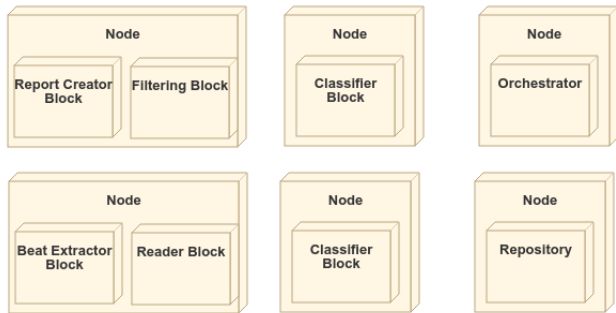 Node
Report Creator
Block
Filtering Block
Node
Classifier
Block
Node
Orchestrator
Node
Beat Extractor
Block
Reader Block
Node
Classifier
Block
Node
Repository